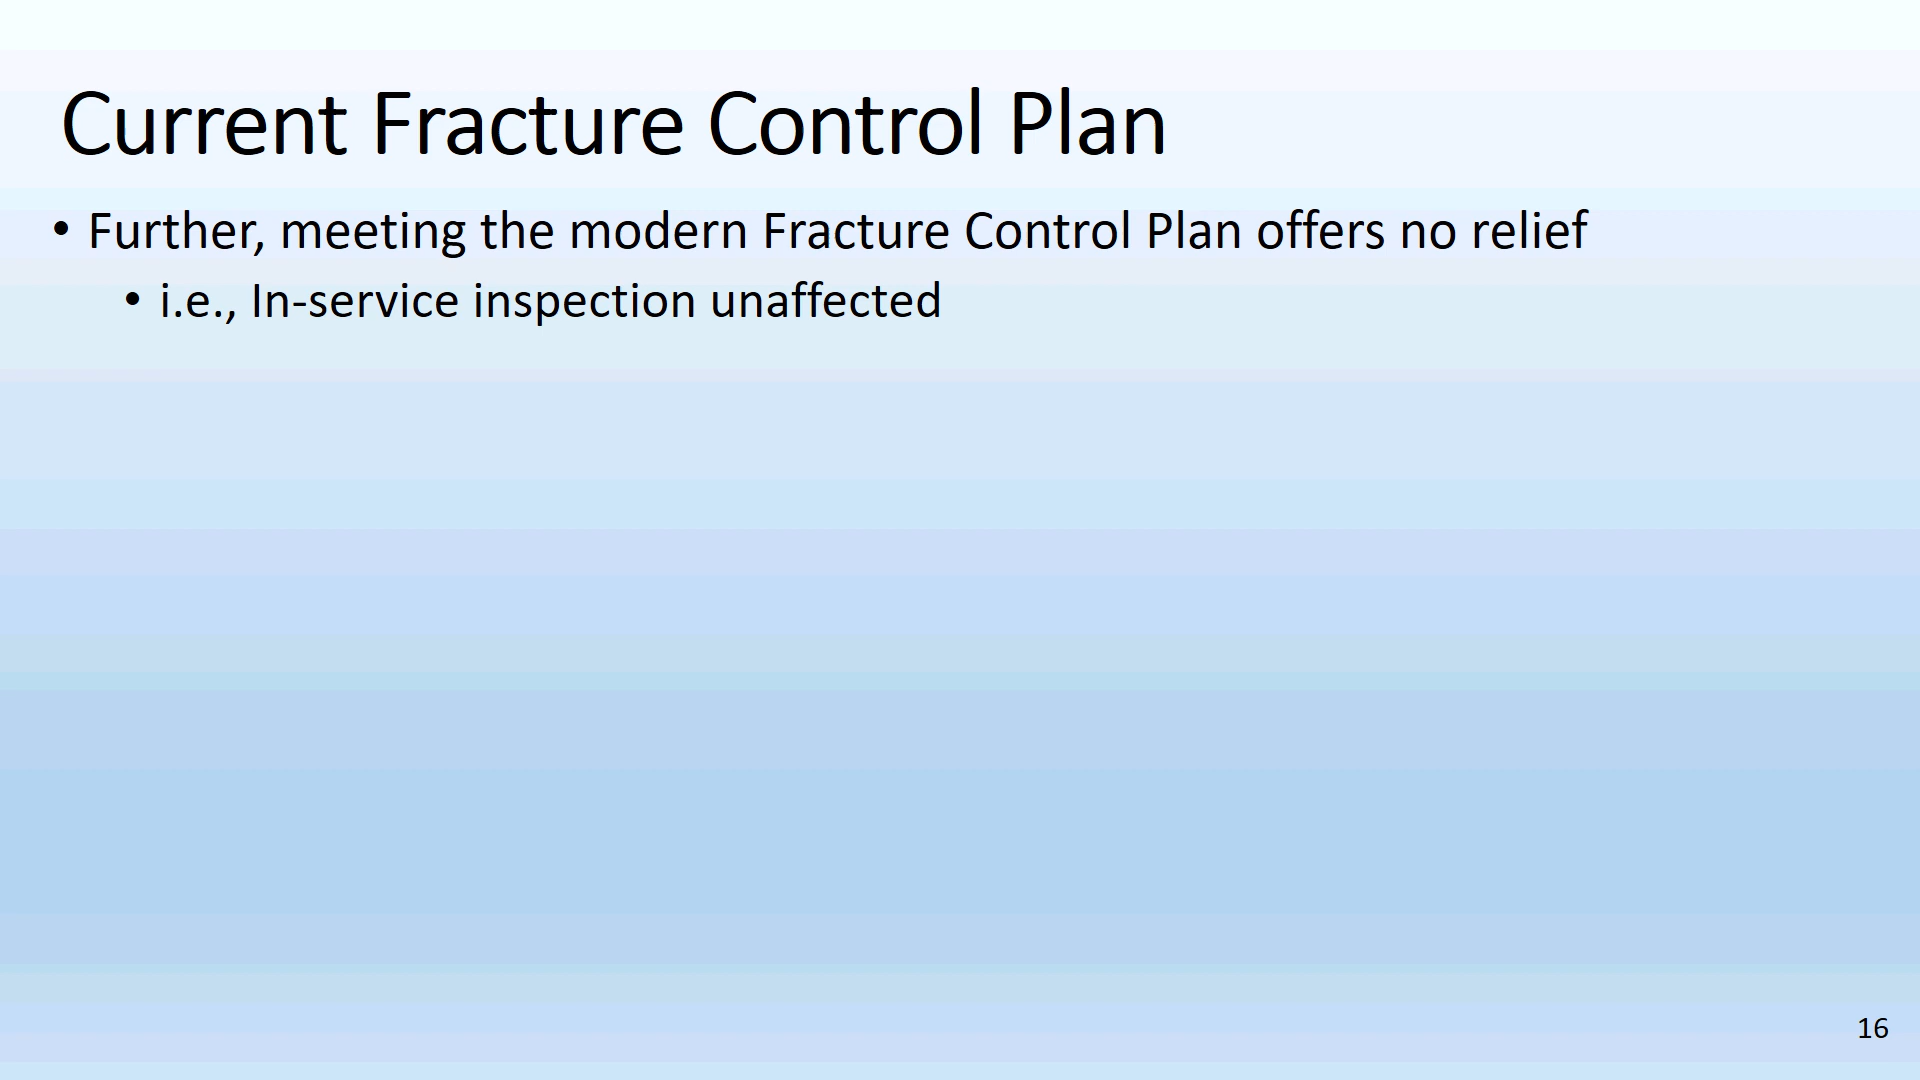 Current Fracture Control Plan
• Further, meeting the modern Fracture Control Plan offers no relief
• i.e., In-service inspection unaffected
16